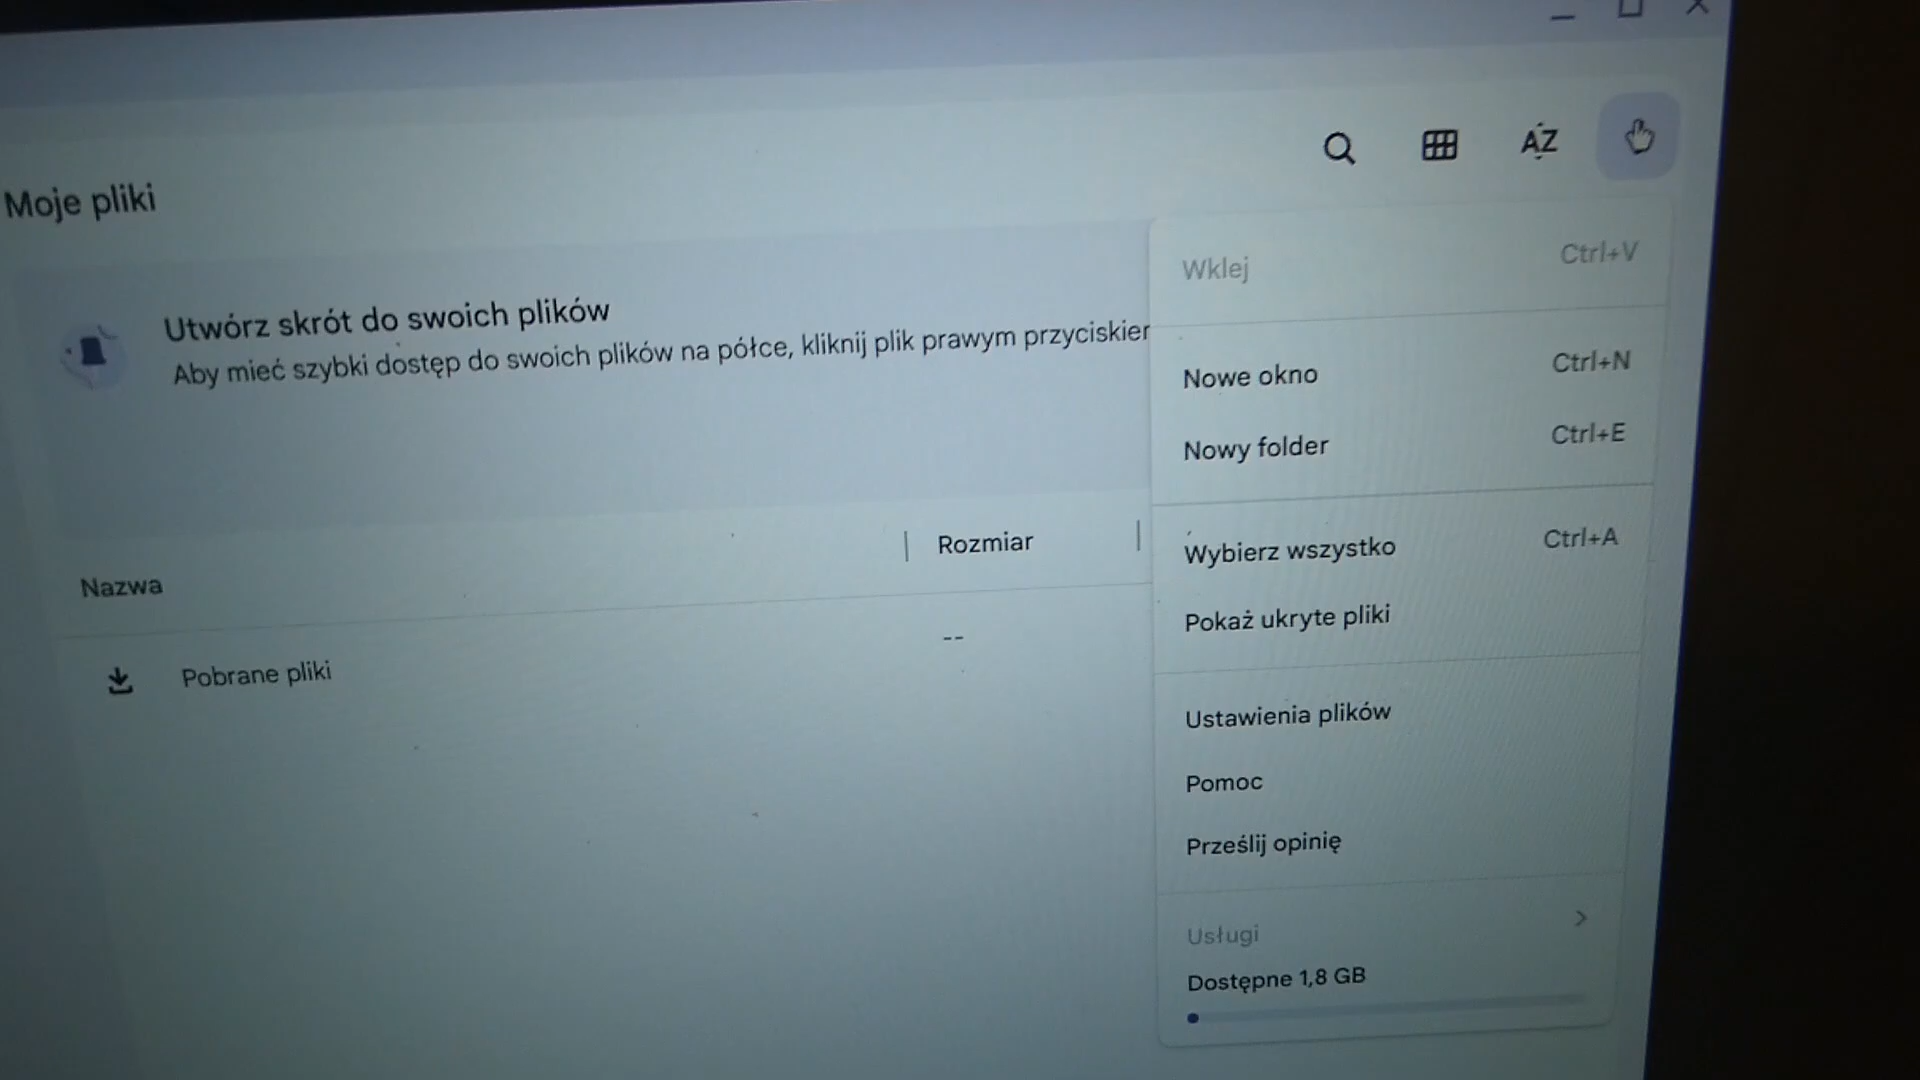 AZ
Moje pliki
Utwórz skrót do swoich plików
Aby mieć szybki dostęp do swoich plików na półce, kliknij plik prawym
Nazwa
Rozmiar
Pobrane pliki
--
Wklej Ctrl+V
Nowe okno Ctrl+N
Nowy folder Ctrl+E
Wybierz wszystko Ctrl+A
Pokaż ukryte pliki
Ustawienia plików
Pomoc
Prześlij opinię
Usługi
Dostępne 1,8 GB